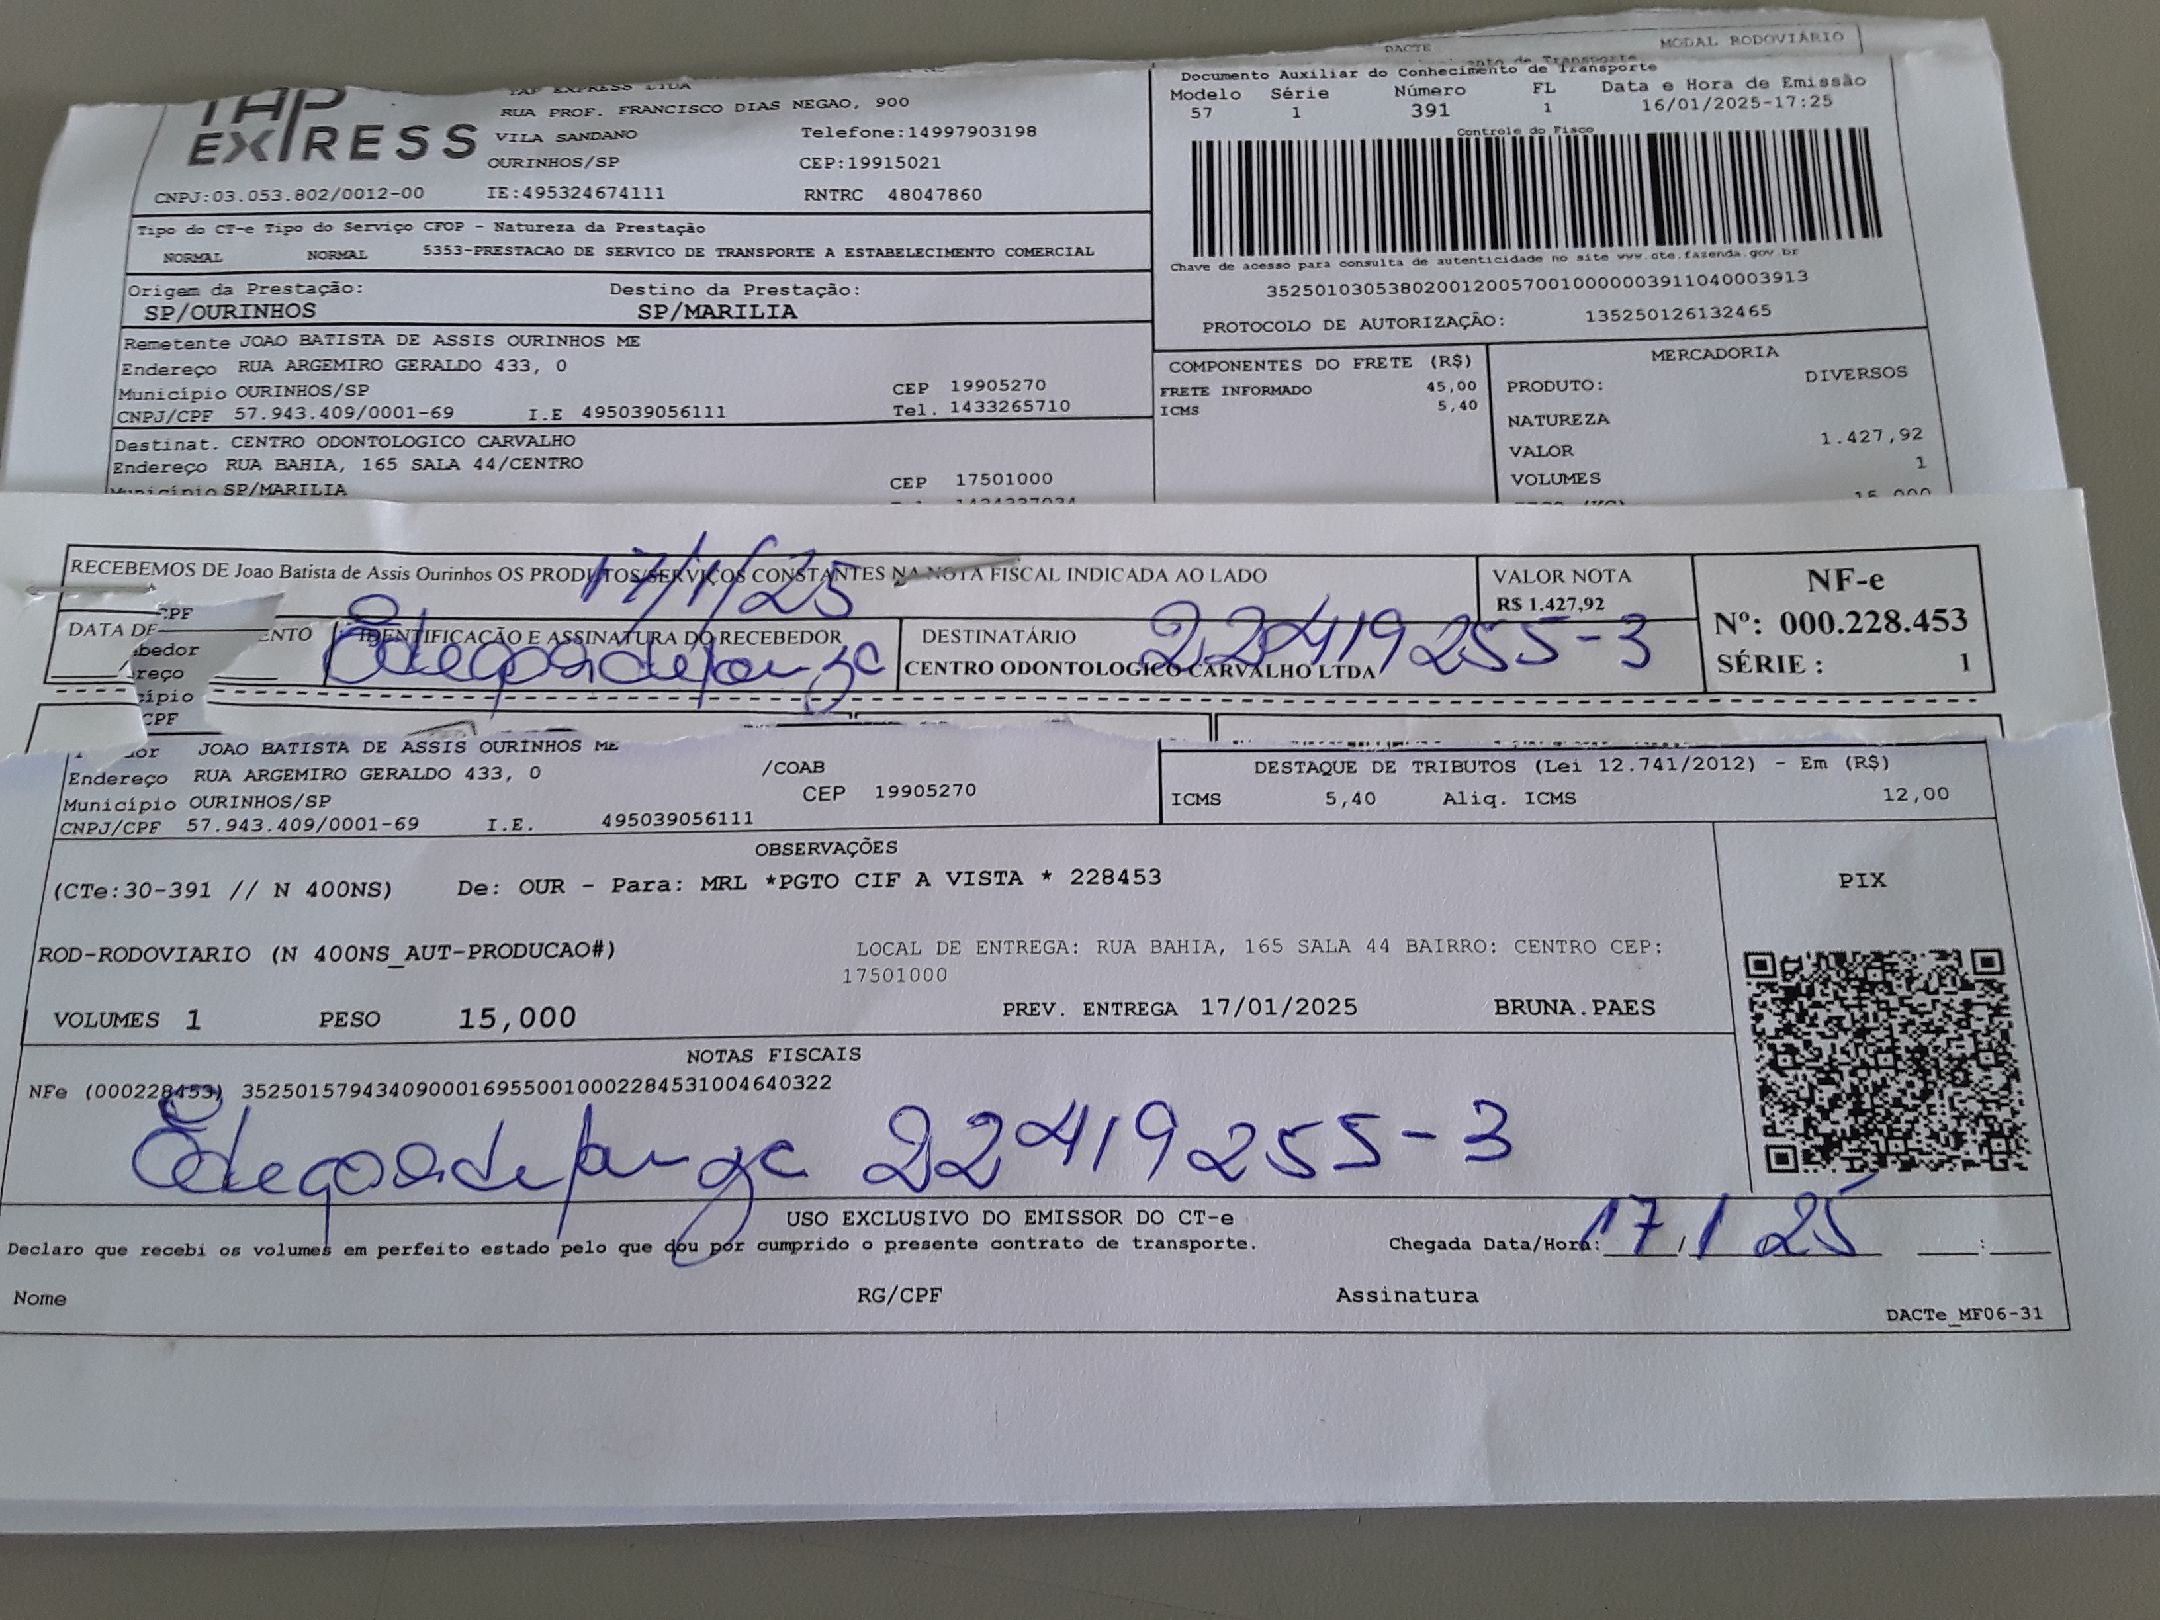 DACTE MODAL RODOVIÁRIO
TAP EXPRESS
TAP EXPRESS LTDA
RUA PROF. FRANCISCO DIAS NEGAO, 900
VILA SANDANO Telefone:14997903198
OURINHOS/SP CEP:19915021
CNPJ:03.053.802/0012-00 IE:495324674111 RNTRC 48047860
Documento Auxiliar do Conhecimento de Transporte
Modelo Série Número FL Data e Hora de Emissão
57 1 391 1 16/01/2025-17:25
Controle do Fisco
Chave de acesso para consulta de autenticidade no site www.cte.fazenda.gov.br
35250103053802001200570010000003911040003913
PROTOCOLO DE AUTORIZAÇÃO: 135250126132465
Tipo do CT-e Tipo do Serviço CFOP - Natureza da Prestação
NORMAL NORMAL 5353-PRESTACAO DE SERVICO DE TRANSPORTE A ESTABELECIMENTO COMERCIAL
Origem da Prestação: Destino da Prestação:
SP/OURINHOS SP/MARILIA
Remetente JOAO BATISTA DE ASSIS OURINHOS ME
Endereço RUA ARGEMIRO GERALDO 433, 0
Município OURINHOS/SP CEP 19905270
CNPJ/CPF 57.943.409/0001-69 I.E 495039056111 Tel. 1433265710
Destinat. CENTRO ODONTOLOGICO CARVALHO
Endereço RUA BAHIA, 165 SALA 44/CENTRO
Município SP/MARILIA CEP 17501000
COMPONENTES DO FRETE (R$)
FRETE INFORMADO 45,00
ICMS 5,40
MERCADORIA
PRODUTO: DIVERSOS
NATUREZA
VALOR 1.427,92
VOLUMES 1
15,000
17/1/25
RECEBEMOS DE Joao Batista de Assis Ourinhos OS PRODUTOS/SERVIÇOS CONSTANTES NA NOTA FISCAL INDICADA AO LADO
VALOR NOTA
R$ 1.427,92
NF-e
Nº: 000.228.453
SÉRIE : 1
CPF
DATA DE ENTO IDENTIFICAÇÃO E ASSINATURA DO RECEBEDOR
DESTINATÁRIO
22419255-3
CENTRO ODONTOLOGICO CARVALHO LTDA
bedor
reço
cípio
CPF
or JOAO BATISTA DE ASSIS OURINHOS ME
Endereço RUA ARGEMIRO GERALDO 433, 0 /COAB
Município OURINHOS/SP CEP 19905270
CNPJ/CPF 57.943.409/0001-69 I.E. 495039056111
DESTAQUE DE TRIBUTOS (Lei 12.741/2012) - Em (R$)
ICMS 5,40 Aliq. ICMS 12,00
OBSERVAÇÕES
(CTe:30-391 // N 400NS) De: OUR - Para: MRL *PGTO CIF A VISTA * 228453
PIX
ROD-RODOVIARIO (N 400NS_AUT-PRODUCAO#)
LOCAL DE ENTREGA: RUA BAHIA, 165 SALA 44 BAIRRO: CENTRO CEP:
17501000
VOLUMES 1 PESO 15,000 PREV. ENTREGA 17/01/2025 BRUNA.PAES
NOTAS FISCAIS
NFe (000228453) 35250157943409000169550010002284531004640322
22419255-3
USO EXCLUSIVO DO EMISSOR DO CT-e
Declaro que recebi os volumes em perfeito estado pelo que dou por cumprido o presente contrato de transporte. Chegada Data/Hora: 17/1 25 __:__
Nome RG/CPF Assinatura
DACTe_MF06-31